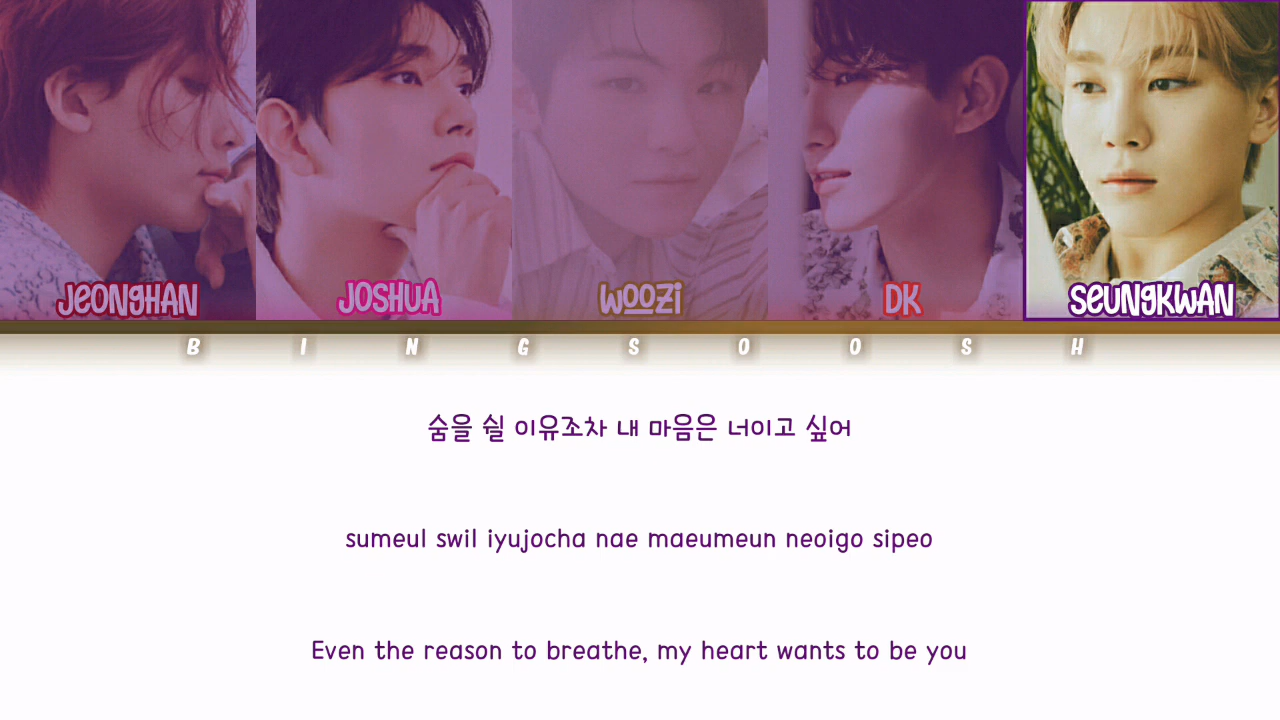 JEONGHAN JOSHUA WOOZI DK SEUNGKWAN
BINGSOOSH
숨을 쉴 이유조차 내 마음은 너이고 싶어
sumeul swil iyujocha nae maeumeun neoigo sipeo
Even the reason to breathe, my heart wants to be you